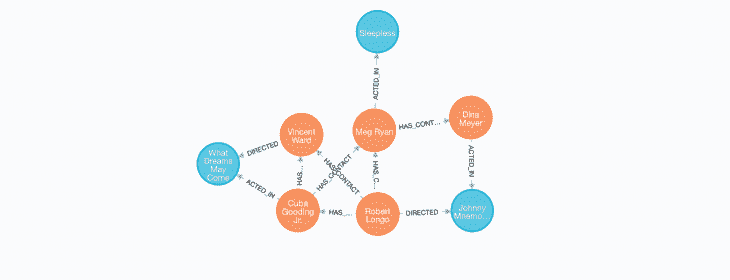 Sleepless
ACTED_IN
Vincent
Ward
Meg Ryan
HAS_CONT...
Dina
Meyer
DIRECTED
What
Dreams
May
Come
HAS_...
HAS_CONTACT
HAS_CONTACT
HAS_C...
ACTED_IN
ACTED_IN
Cuba
Gooding
Jr.
HAS_...
Robert
Longo
DIRECTED
Johnny
Mnemo...